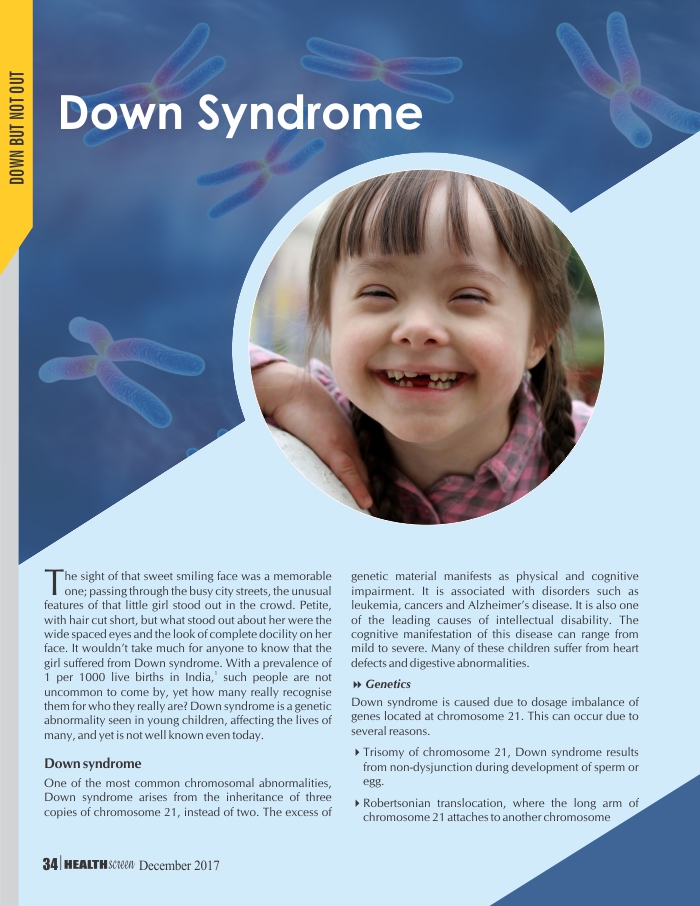 DOWN BUT NOT OUT
Down Syndrome
The sight of that sweet smiling face was a memorable
one; passing through the busy city streets, the unusual
features of that little girl stood out in the crowd. Petite,
with hair cut short, but what stood out about her were the
wide spaced eyes and the look of complete docility on her
face. It wouldn't take much for anyone to know that the
girl suffered from Down syndrome. With a prevalence of
1 per 1000 live births in India,¹ such people are not
uncommon to come by, yet how many really recognise
them for who they really are? Down syndrome is a genetic
abnormality seen in young children, affecting the lives of
many, and yet is not well known even today.
Down syndrome
One of the most common chromosomal abnormalities,
Down syndrome arises from the inheritance of three
copies of chromosome 21, instead of two. The excess of
genetic material manifests as physical and cognitive
impairment. It is associated with disorders such as
leukemia, cancers and Alzheimer's disease. It is also one
of the leading causes of intellectual disability. The
cognitive manifestation of this disease can range from
mild to severe. Many of these children suffer from heart
defects and digestive abnormalities.
Genetics
Down syndrome is caused due to dosage imbalance of
genes located at chromosome 21. This can occur due to
several reasons.
Trisomy of chromosome 21, Down syndrome results
from non-dysjunction during development of sperm or
egg.
Robertsonian translocation, where the long arm of
chromosome 21 attaches to another chromosome
34 HEALTHscreen December 2017